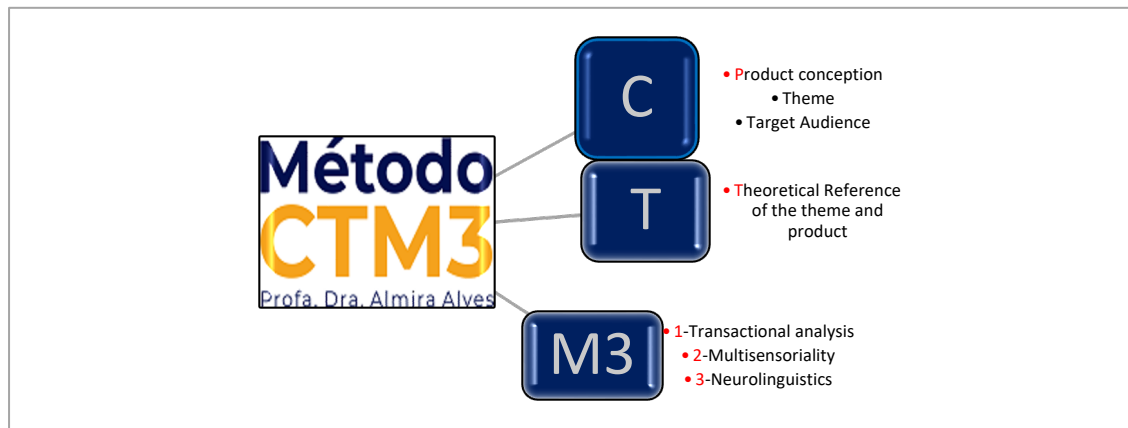 Método
CTM3
Profa. Dra. Almira Alves
C
• Product conception
• Theme
• Target Audience
T
• Theoretical Reference
of the theme and
product
M3
• 1-Transactional analysis
• 2-Multisensoriality
• 3-Neurolinguistics